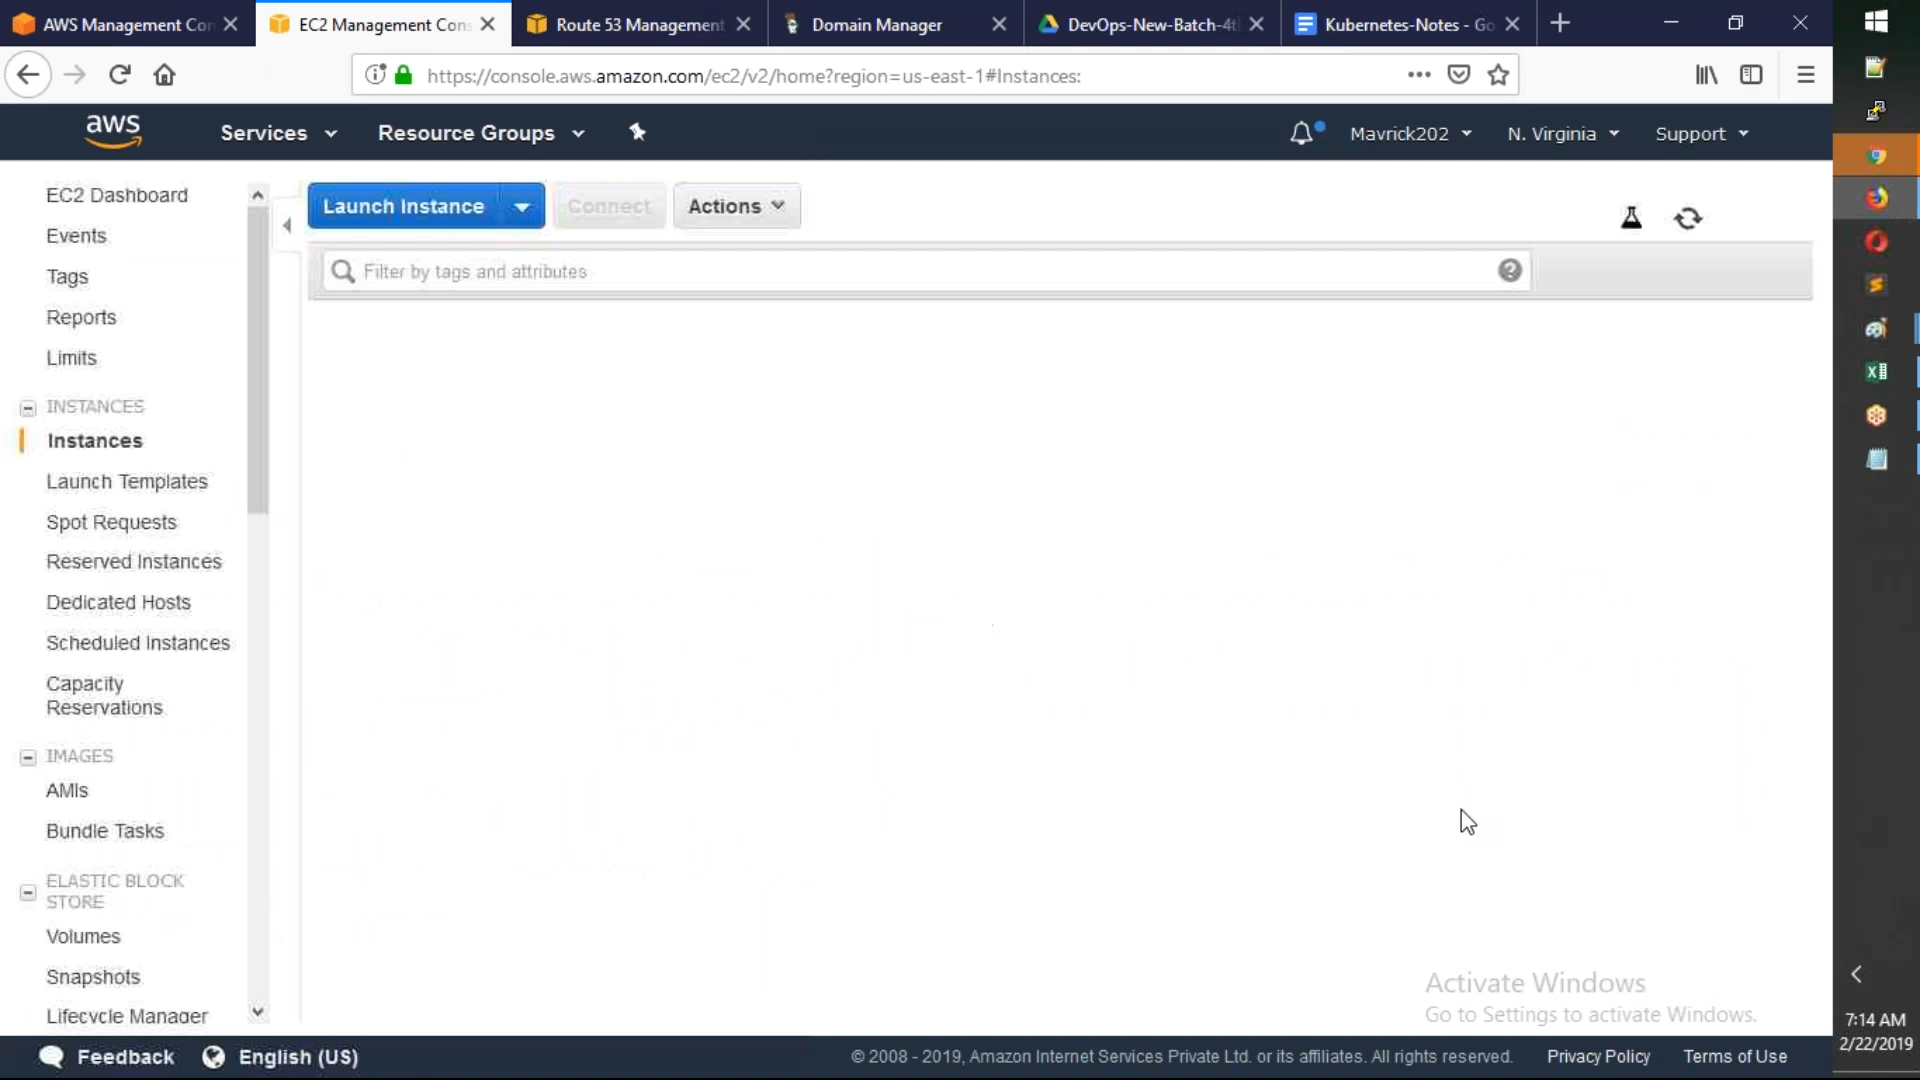 AWS Management Con
EC2 Management Cons
Route 53 Management
Domain Manager
DevOps-New-Batch-4t
Kubernetes-Notes - Go
https://console.aws.amazon.com/ec2/v2/home?region=us-east-1#Instances:
aws
Services
Resource Groups
Mavrick202
N. Virginia
Support
EC2 Dashboard
Events
Tags
Reports
Limits
INSTANCES
Instances
Launch Templates
Spot Requests
Reserved Instances
Dedicated Hosts
Scheduled Instances
Capacity
Reservations
IMAGES
AMIs
Bundle Tasks
ELASTIC BLOCK
STORE
Volumes
Snapshots
Lifecycle Manager
Launch Instance
Connect
Actions
Filter by tags and attributes
Activate Windows
Go to Settings to activate Windows.
7:14 AM
2/22/2019
Feedback
English (US)
© 2008 - 2019, Amazon Internet Services Private Ltd. or its affiliates. All rights reserved.
Privacy Policy
Terms of Use